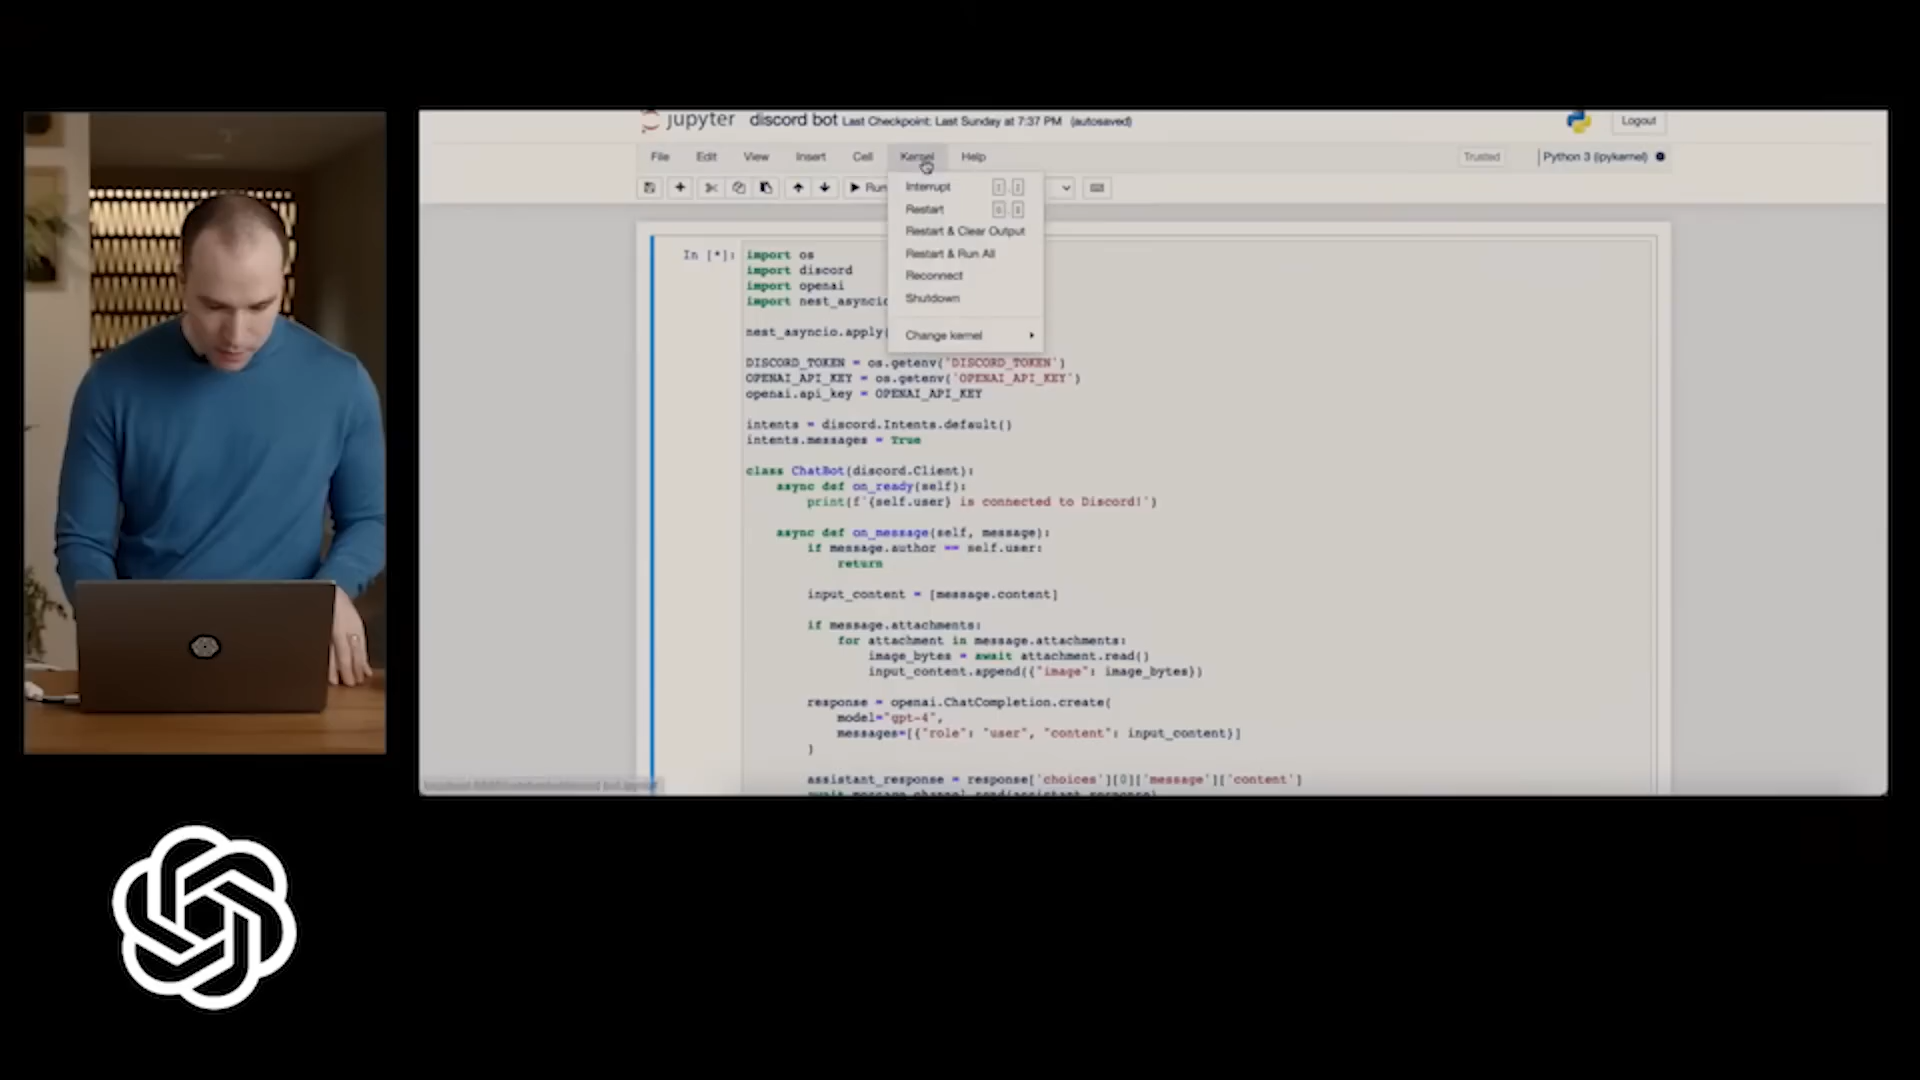 jupyter discord bot Last Checkpoint: Last Sunday at 7:37 PM (autosaved)
Logout
File Edit View Insert Cell Kernel Help
Trusted
Python 3 (ipykernel)
Run
Interrupt
Restart
Restart & Clear Output
Restart & Run All
Reconnect
Shutdown
Change kernel
In [*]:
import os
import discord
import openai
import nest_asyncio
nest_asyncio.apply(
DISCORD_TOKEN = os.getenv('DISCORD_TOKEN')
OPENAI_API_KEY = os.getenv('OPENAI_API_KEY')
openai.api_key = OPENAI_API_KEY
intents = discord.Intents.default()
intents.messages = True
class ChatBot(discord.Client):
async def on_ready(self):
print(f'{self.user} is connected to Discord!')
async def on_message(self, message):
if message.author == self.user:
return
input_content = [message.content]
if message.attachments:
for attachment in message.attachments:
image_bytes = await attachment.read()
input_content.append({"image": image_bytes})
response = openai.ChatCompletion.create(
model="gpt-4",
messages=[{"role": "user", "content": input_content}]
)
assistant_response = response['choices'][0]['message']['content']